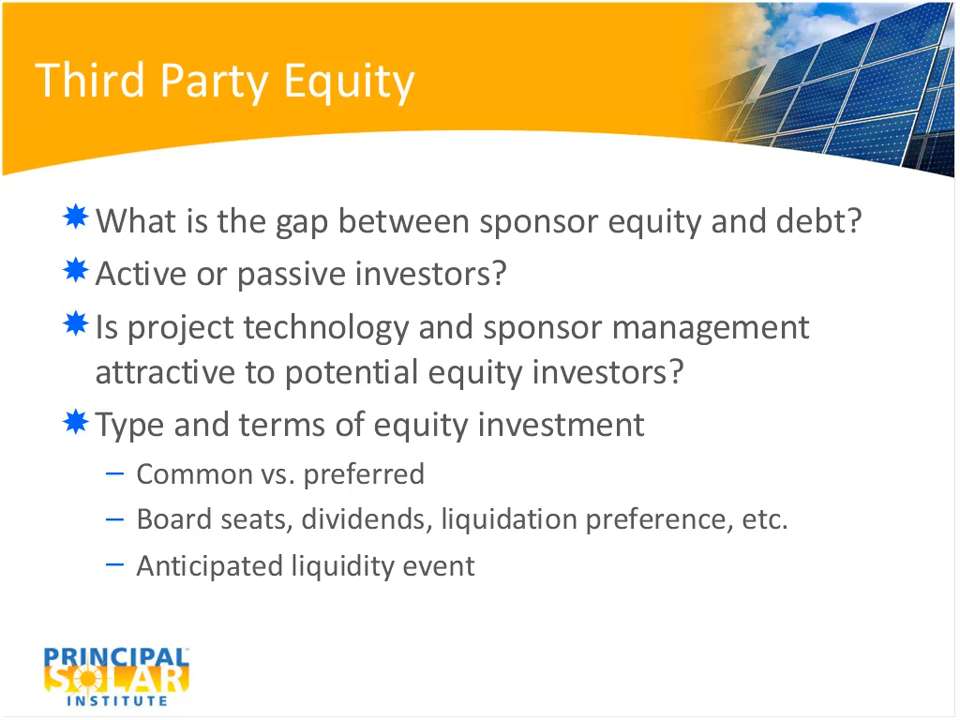 Third Party Equity
What is the gap between sponsor equity and debt?
Active or passive investors?
Is project technology and sponsor management
attractive to potential equity investors?
Type and terms of equity investment
– Common vs. preferred
– Board seats, dividends, liquidation preference, etc.
– Anticipated liquidity event
PRINCIPAL
SOLAR
INSTITUTE